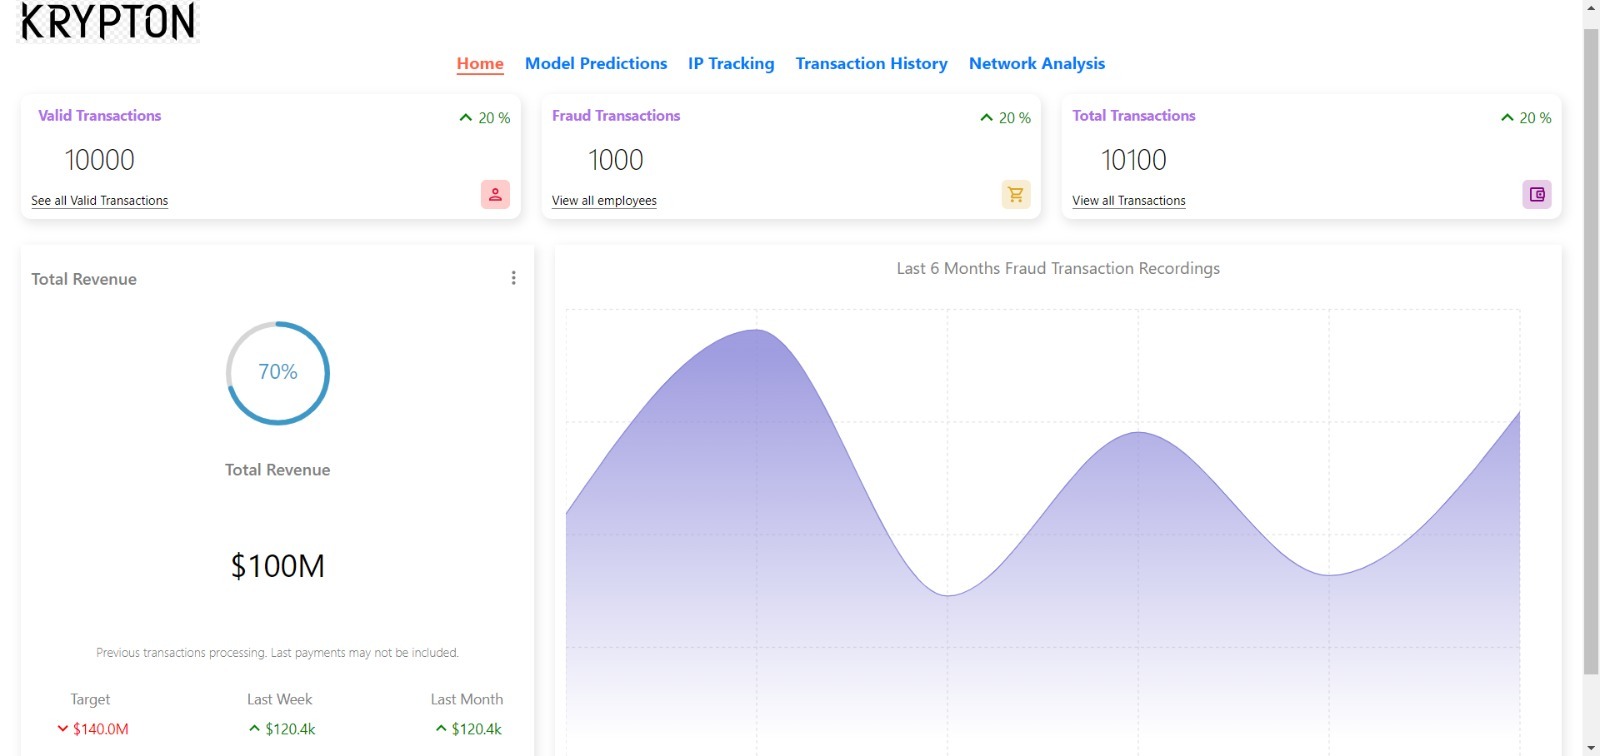 KRYPTON
Home Model Predictions IP Tracking Transaction History Network Analysis
Valid Transactions 20 %
10000
See all Valid Transactions
Fraud Transactions 20 %
1000
View all employees
Total Transactions 20 %
10100
View all Transactions
Total Revenue
70%
Total Revenue
$100M
Previous transactions processing. Last payments may not be included.
Target Last Week Last Month
$140.0M $120.4k $120.4k
Last 6 Months Fraud Transaction Recordings